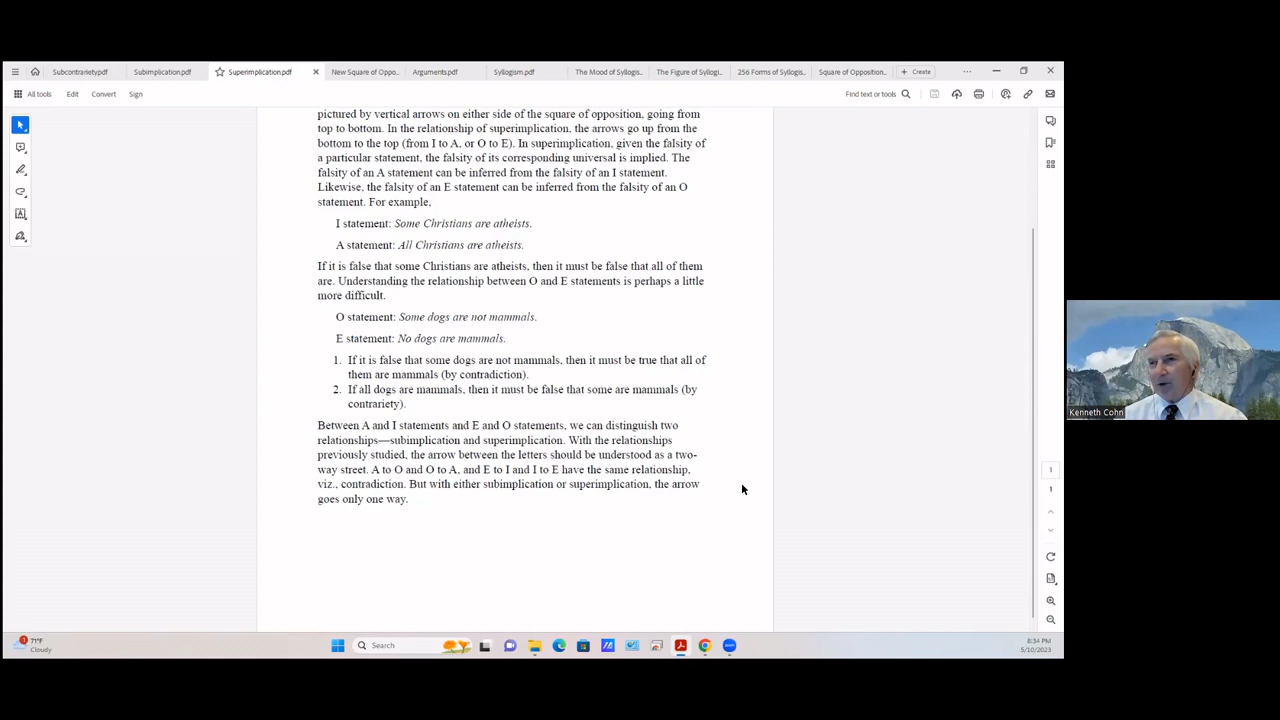 Subcontrariety.pdf
Subimplication.pdf
Superimplication.pdf
New Square of Oppo...
Arguments.pdf
Syllogism.pdf
The Mood of Syllogis..
The Figure of Syllogi...
256 Forms of Syllogis..
Square of Opposition..
+ Create
All tools
Edit
Convert
Sign
Find text or tools
pictured by vertical arrows on either side of the square of opposition, going from
top to bottom. In the relationship of superimplication, the arrows go up from the
bottom to the top (from I to A, or O to E). In superimplication, given the falsity of
a particular statement, the falsity of its corresponding universal is implied. The
falsity of an A statement can be inferred from the falsity of an I statement.
Likewise, the falsity of an E statement can be inferred from the falsity of an O
statement. For example,
I statement: Some Christians are atheists.
A statement: All Christians are atheists.
If it is false that some Christians are atheists, then it must be false that all of them
are. Understanding the relationship between O and E statements is perhaps a little
more difficult.
O statement: Some dogs are not mammals.
E statement: No dogs are mammals.
1. If it is false that some dogs are not mammals, then it must be true that all of
them are mammals (by contradiction).
2. If all dogs are mammals, then it must be false that some are mammals (by
contrariety).
Between A and I statements and E and O statements, we can distinguish two
relationships—subimplication and superimplication. With the relationships
previously studied, the arrow between the letters should be understood as a two-
way street. A to O and O to A, and E to I and I to E have the same relationship,
viz., contradiction. But with either subimplication or superimplication, the arrow
goes only one way.
Kenneth Cohn
1
1
1
71°F
Cloudy
Search
8:34 PM
5/10/2023